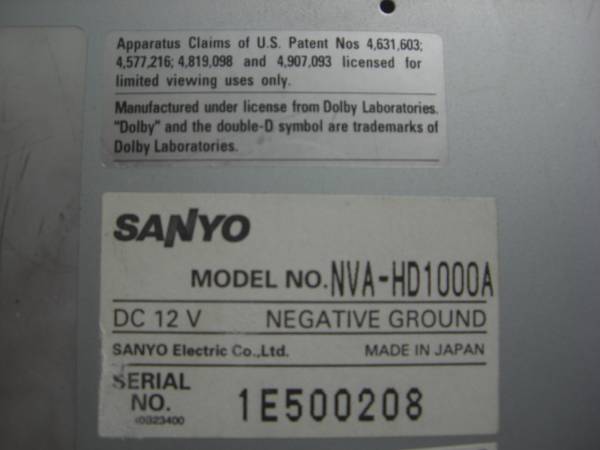 Apparatus Claims of U.S. Patent Nos 4,631,603;
4,577,216; 4,819,098 and 4,907,093 licensed for
limited viewing uses only.
Manufactured under license from Dolby Laboratories.
"Dolby" and the double-D symbol are trademarks of
Dolby Laboratories.
SANYO
MODEL NO. NVA-HD1000A
DC 12 V NEGATIVE GROUND
SANYO Electric Co.,Ltd. MADE IN JAPAN
SERIAL
NO. 1E500208